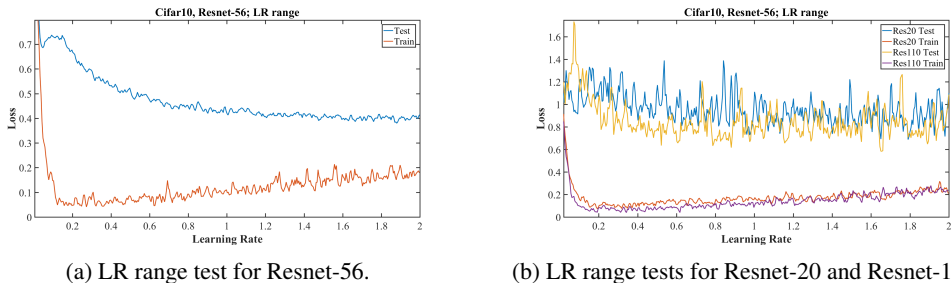 Cifar10, Resnet-56; LR range
Test
Train
Loss
0.8
0.7
0.6
0.5
0.4
0.3
0.2
0.1
0
0.2 0.4 0.6 0.8 1 1.2 1.4 1.6 1.8 2
Learning Rate
(a) LR range test for Resnet-56.
Cifar10, Resnet-56; LR range
Res20 Test
Res20 Train
Res110 Test
Res110 Train
Loss
1.6
1.4
1.2
1
0.8
0.6
0.4
0.2
0
0.2 0.4 0.6 0.8 1 1.2 1.4 1.6 1.8 2
Learning Rate
(b) LR range tests for Resnet-20 and Resnet-1